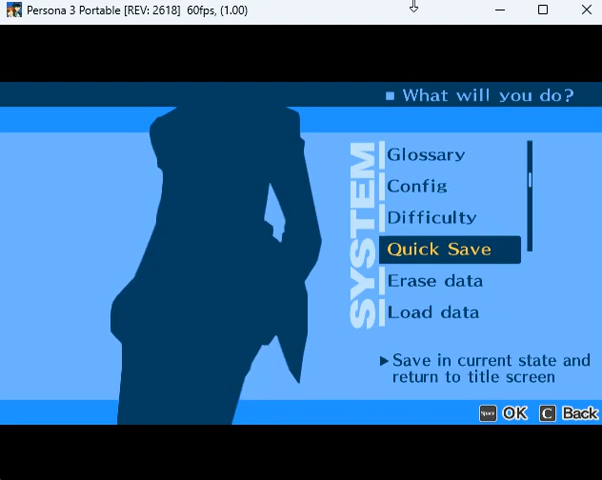 Persona 3 Portable [REV: 2618] 60fps, (1.00)
What will you do?
SYSTEM
Glossary
Config
Difficulty
Quick Save
Erase data
Load data
Save in current state and
return to title screen
Space OK C Back